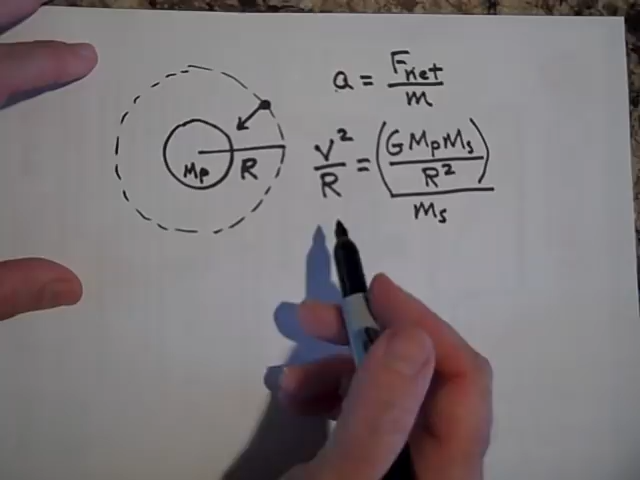 a = Fnet/m
Mp
R
V²/R = (GMpMs/R²)/ms